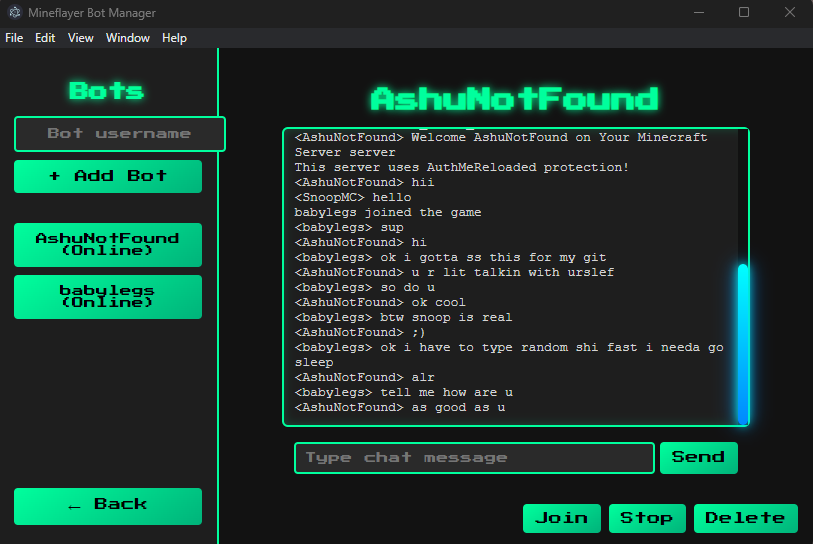 Mineflayer Bot Manager
File Edit View Window Help
Bots
Bot username
+ Add Bot
AshuNotFound
(Online)
babylegs
(Online)
← Back
AshuNotFound
<AshuNotFound> Welcome AshuNotFound on Your Minecraft
Server server
This server uses AuthMeReloaded protection!
<AshuNotFound> hii
<SnoopMC> hello
babylegs joined the game
<babylegs> sup
<AshuNotFound> hi
<babylegs> ok i gotta ss this for my git
<AshuNotFound> u r lit talkin with urslef
<babylegs> so do u
<AshuNotFound> ok cool
<babylegs> btw snoop is real
<AshuNotFound> ;)
<babylegs> ok i have to type random shi fast i needa go
sleep
<AshuNotFound> alr
<babylegs> tell me how are u
<AshuNotFound> as good as u
Type chat message
Send
Join Stop Delete